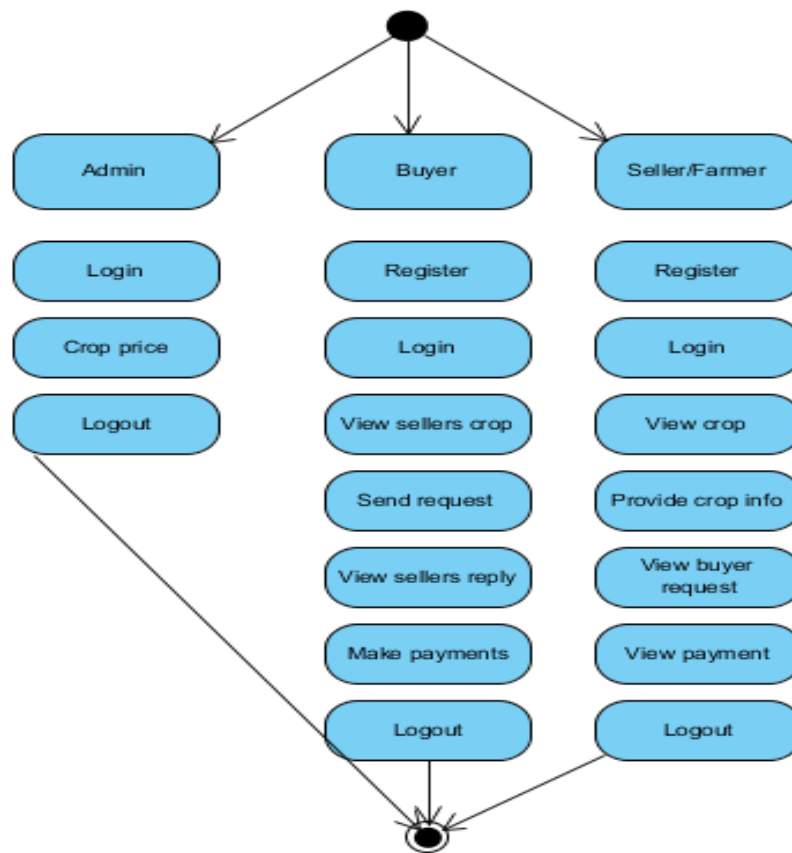 Admin
Buyer
Seller/Farmer
Login
Register
Register
Crop price
Login
Login
Logout
View sellers crop
View crop
Send request
Provide crop info
View sellers reply
View buyer
request
Make payments
View payment
Logout
Logout